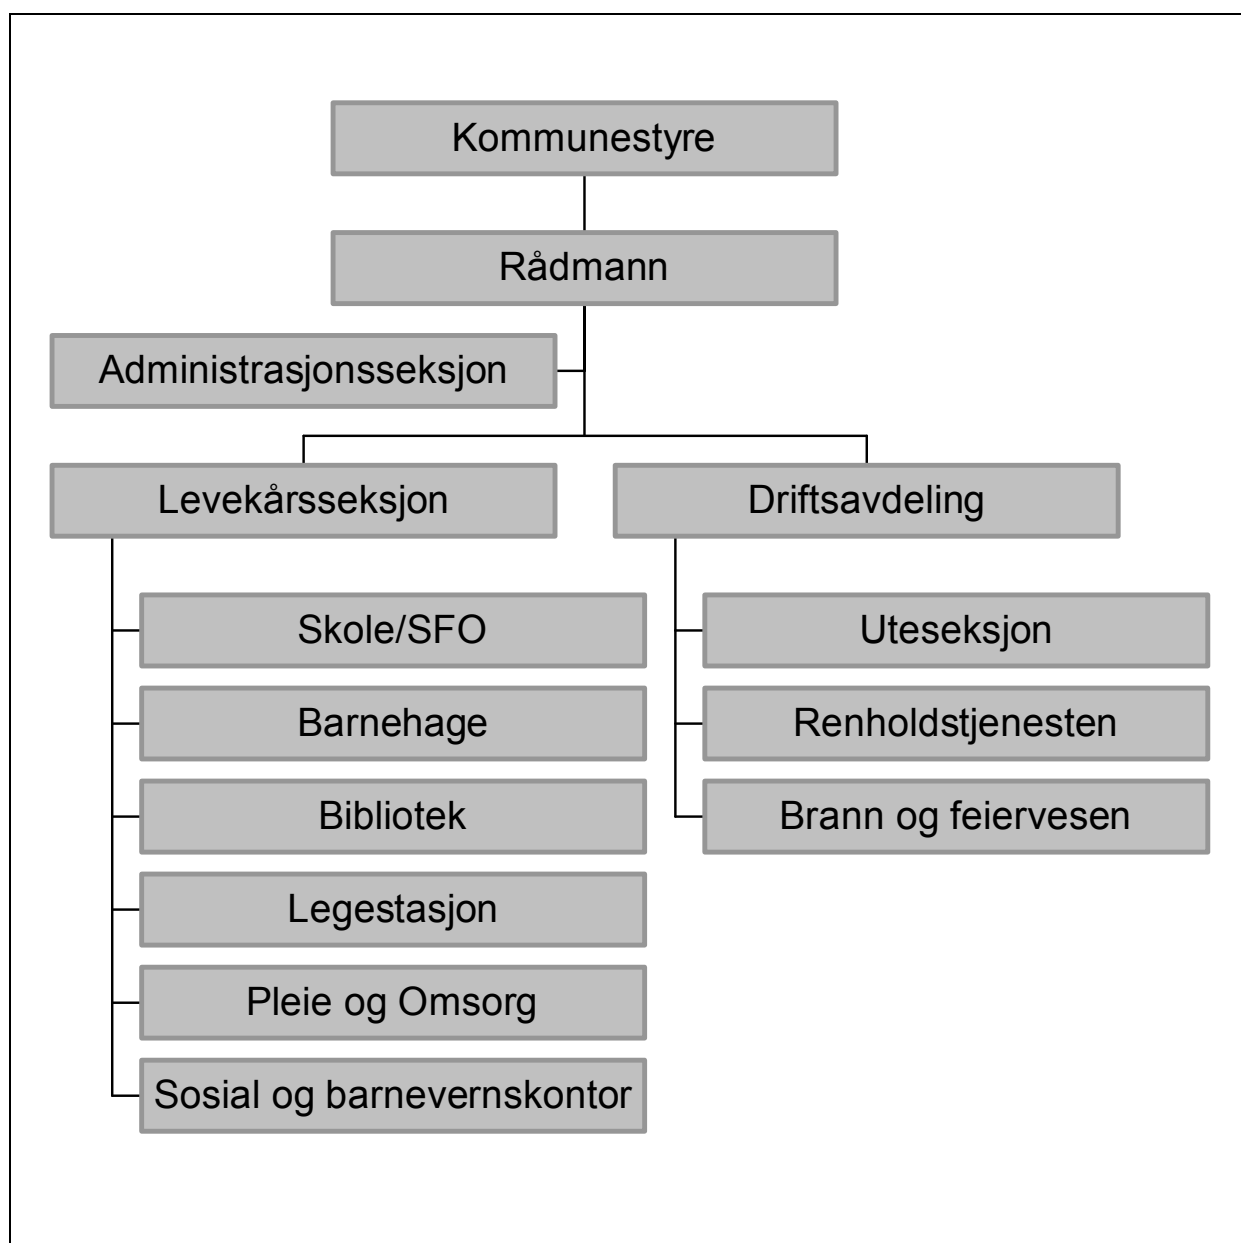 Kommunestyre
Rådmann
Administrasjonsseksjon
Levekårsseksjon
Driftsavdeling
Skole/SFO
Barnehage
Bibliotek
Legestasjon
Pleie og Omsorg
Sosial og barnevernskontor
Uteseksjon
Renholdstjenesten
Brann og feiervesen